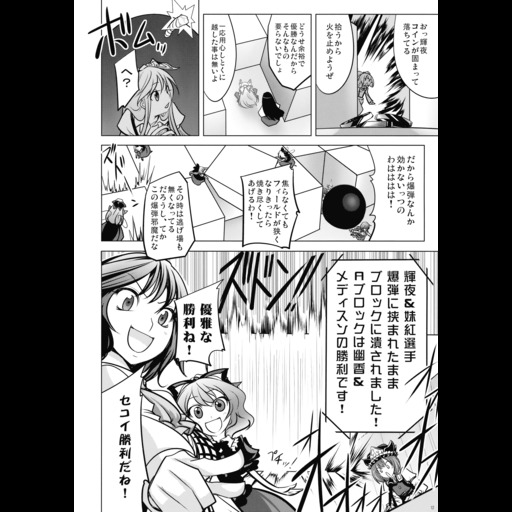 おっ輝夜
コインが固まって
落ちてる
拾うから
火を止めようぜ
どうせ余裕で
優勝なんだから
そんなもの
要らないでしょ
一応用心しとくに
越した事は無いよ
ボムッ
へ？
だから爆弾なんか
効かないっつの
わははは！
焦らなくても
フィールドが狭く
なりきったら
焼き尽くして
あげるわ！
その時は逃げ場も
無くなってる
だろうし、てか
この爆弾邪魔だな
輝夜&妹紅選手
爆弾に挟まれたまま
ブロックに潰されました！
Aブロックは幽香&
メディスンの勝利です！
ズドドン!!
優雅な
勝利ね！
セコイ勝利だね！
プチッ